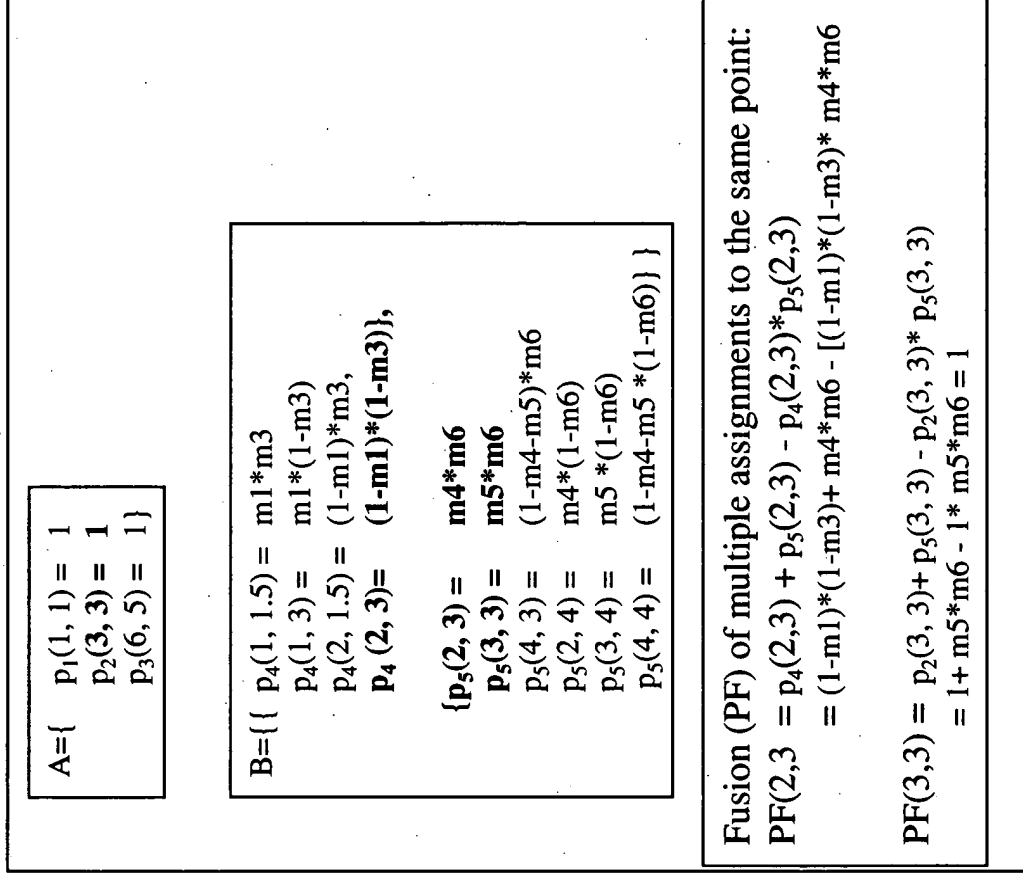 A={ p₁(1, 1) = 1
p₂(3, 3) = 1
p₃(6, 5) = 1}
B={{ p₄(1, 1.5) = m1*m3
p₄(1, 3) = m1*(1-m3)
p₄(2, 1.5) = (1-m1)*m3,
p₄ (2, 3)= (1-m1)*(1-m3)},
{p₅(2, 3) = m4*m6
p₅(3, 3) = m5*m6
p₅(4, 3) = (1-m4-m5)*m6
p₅(2, 4) = m4*(1-m6)
p₅(3, 4) = m5 *(1-m6)
p₅(4, 4) = (1-m4-m5 *(1-m6)} }
Fusion (PF) of multiple assignments to the same point:
PF(2,3 = p₄(2,3) + p₅(2,3) - p₄(2,3)*p₅(2,3)
= (1-m1)*(1-m3)+ m4*m6 - [(1-m1)*(1-m3)* m4*m6
PF(3,3) = p₂(3, 3)+ p₅(3, 3) - p₂(3, 3)* p₅(3, 3)
= 1+ m5*m6 - 1* m5*m6 = 1